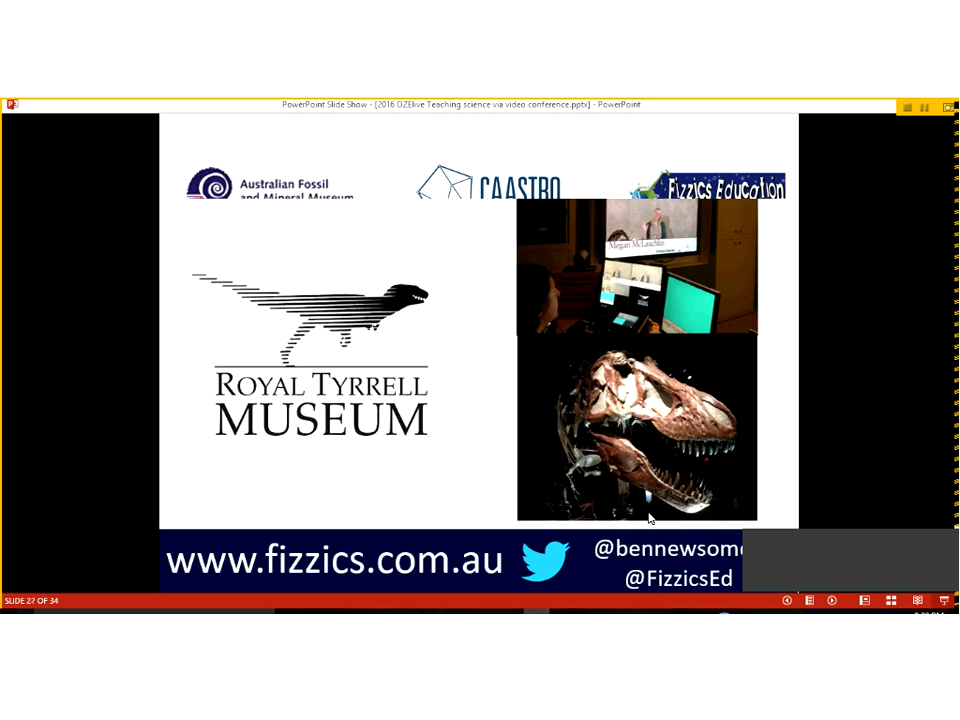 PowerPoint Slide Show - [2016 OZElive Teaching science via video conference.pptx] - PowerPoint
Australian Fossil
and Mineral Museum
CAASTRO
Fizzics Education
Megan McLauchlin
ROYAL TYRRELL
MUSEUM
www.fizzics.com.au
@bennewsome
@FizzicsEd
SLIDE 27 OF 34